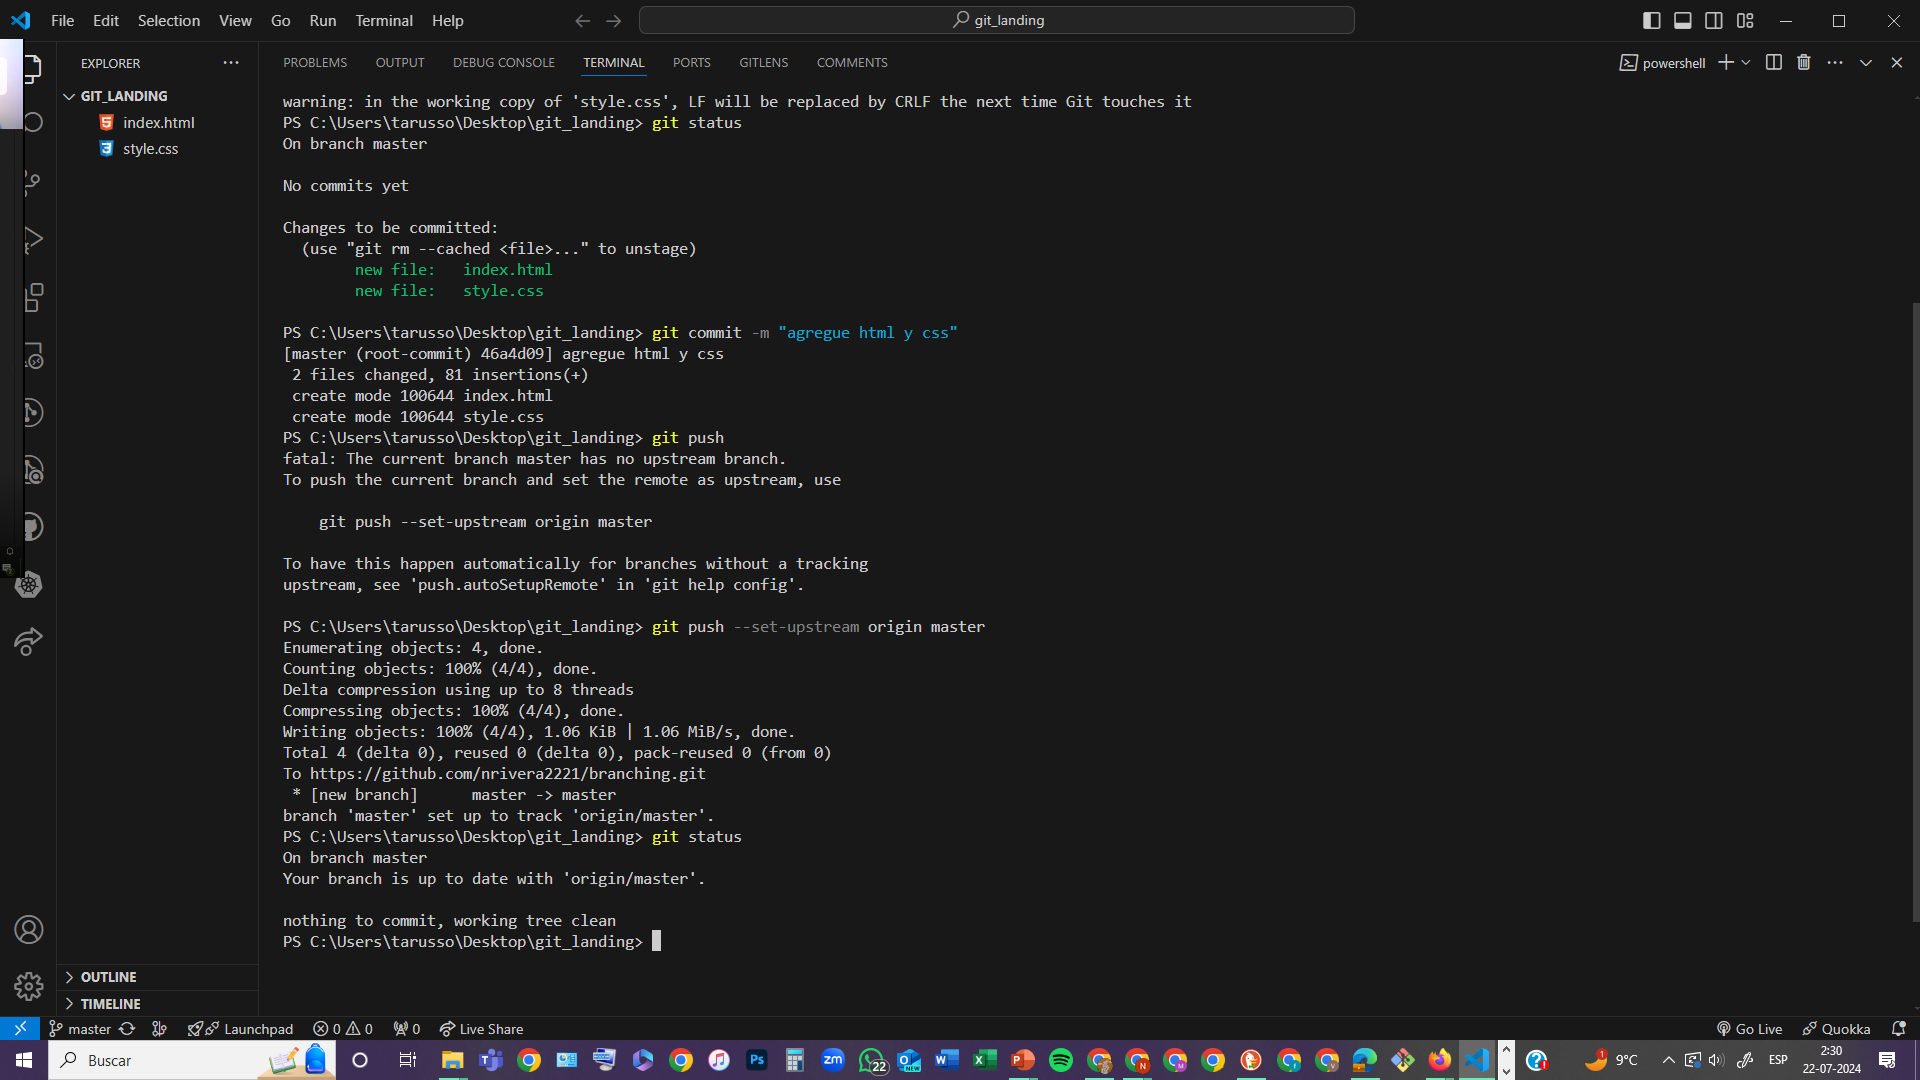 File Edit Selection View Go Run Terminal Help
git_landing
EXPLORER
GIT_LANDING
index.html
style.css
PROBLEMS OUTPUT DEBUG CONSOLE TERMINAL PORTS GITLENS COMMENTS
powershell
warning: in the working copy of 'style.css', LF will be replaced by CRLF the next time Git touches it
PS C:\Users\tarusso\Desktop\git_landing> git status
On branch master
No commits yet
Changes to be committed:
(use "git rm --cached <file>..." to unstage)
new file:   index.html
new file:   style.css
PS C:\Users\tarusso\Desktop\git_landing> git commit -m "agregue html y css"
[master (root-commit) 46a4d09] agregue html y css
2 files changed, 81 insertions(+)
create mode 100644 index.html
create mode 100644 style.css
PS C:\Users\tarusso\Desktop\git_landing> git push
fatal: The current branch master has no upstream branch.
To push the current branch and set the remote as upstream, use
git push --set-upstream origin master
To have this happen automatically for branches without a tracking
upstream, see 'push.autoSetupRemote' in 'git help config'.
PS C:\Users\tarusso\Desktop\git_landing> git push --set-upstream origin master
Enumerating objects: 4, done.
Counting objects: 100% (4/4), done.
Delta compression using up to 8 threads
Compressing objects: 100% (4/4), done.
Writing objects: 100% (4/4), 1.06 KiB | 1.06 MiB/s, done.
Total 4 (delta 0), reused 0 (delta 0), pack-reused 0 (from 0)
To https://github.com/nrivera2221/branching.git
* [new branch]      master -> master
branch 'master' set up to track 'origin/master'.
PS C:\Users\tarusso\Desktop\git_landing> git status
On branch master
Your branch is up to date with 'origin/master'.
nothing to commit, working tree clean
PS C:\Users\tarusso\Desktop\git_landing>
OUTLINE
TIMELINE
master Launchpad 0 0 0 Live Share
Go Live Quokka
Buscar
22
9°C
ESP
2:30
22-07-2024